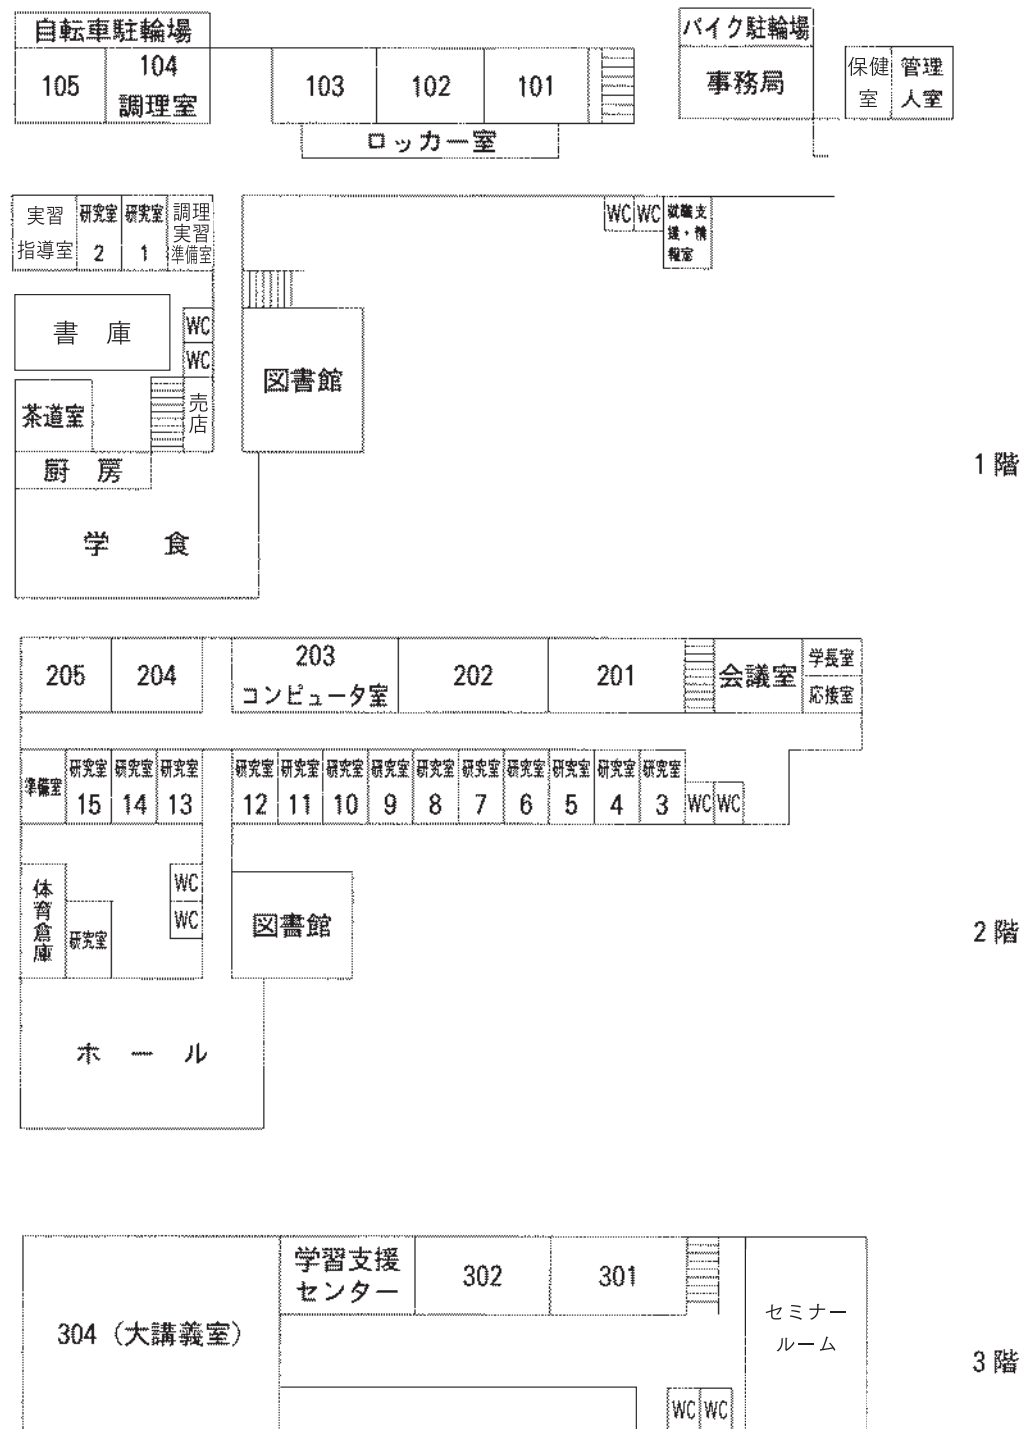 自転車駐輪場
バイク駐輪場
105
104
調理室
103
102
101
事務局
保健
室
管理
人室
ロッカー室
実習
指導室
研究室
2
研究室
1
調理
実習
準備室
WC
WC
就職支
援・情
報室
書 庫
WC
WC
売
店
図書館
茶道室
厨 房
学 食
1 階
205
204
203
コンピュータ室
202
201
会議室
学長室
応接室
準備室
研究室
15
研究室
14
研究室
13
研究室
12
研究室
11
研究室
10
研究室
9
研究室
8
研究室
7
研究室
6
研究室
5
研究室
4
研究室
3
WC
WC
体
育
倉
庫
研究室
WC
WC
図書館
2 階
ホ ー ル
304（大講義室）
学習支援
センター
302
301
セミナー
ルーム
3 階
WC
WC